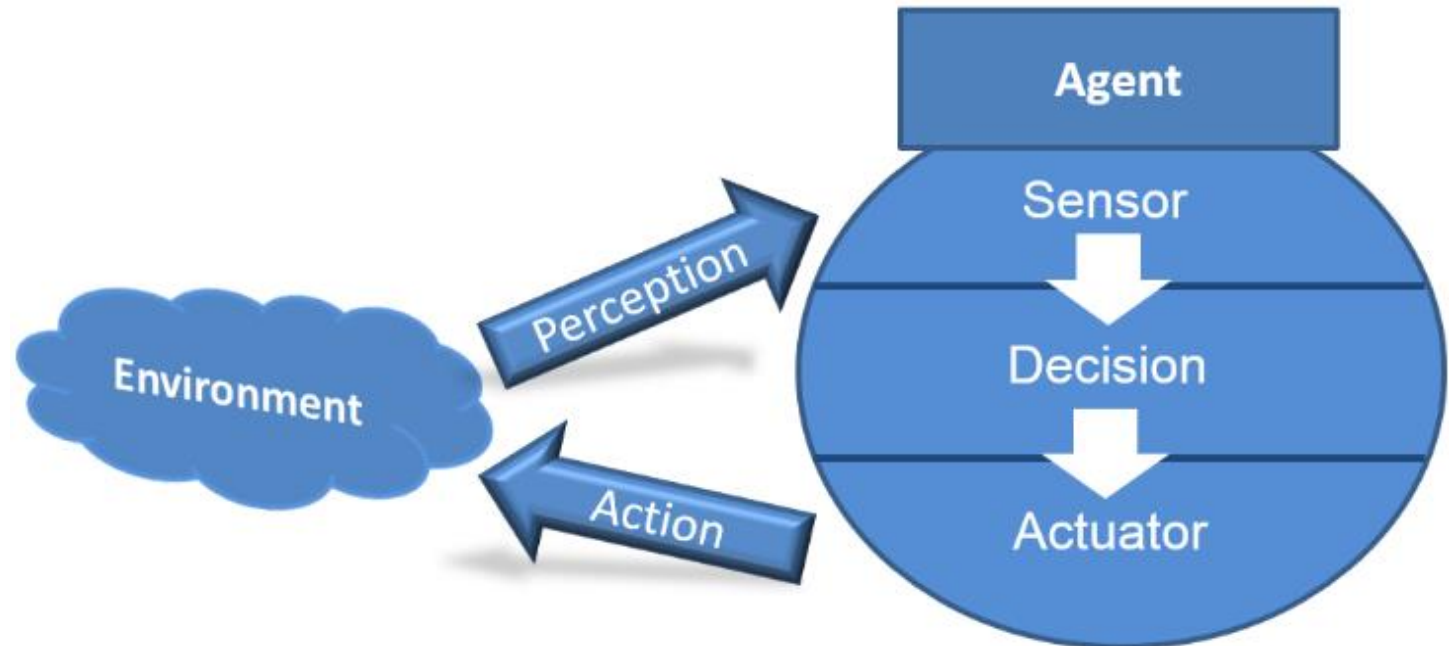 Agent
Sensor
Perception
Environment
Decision
Action
Actuator